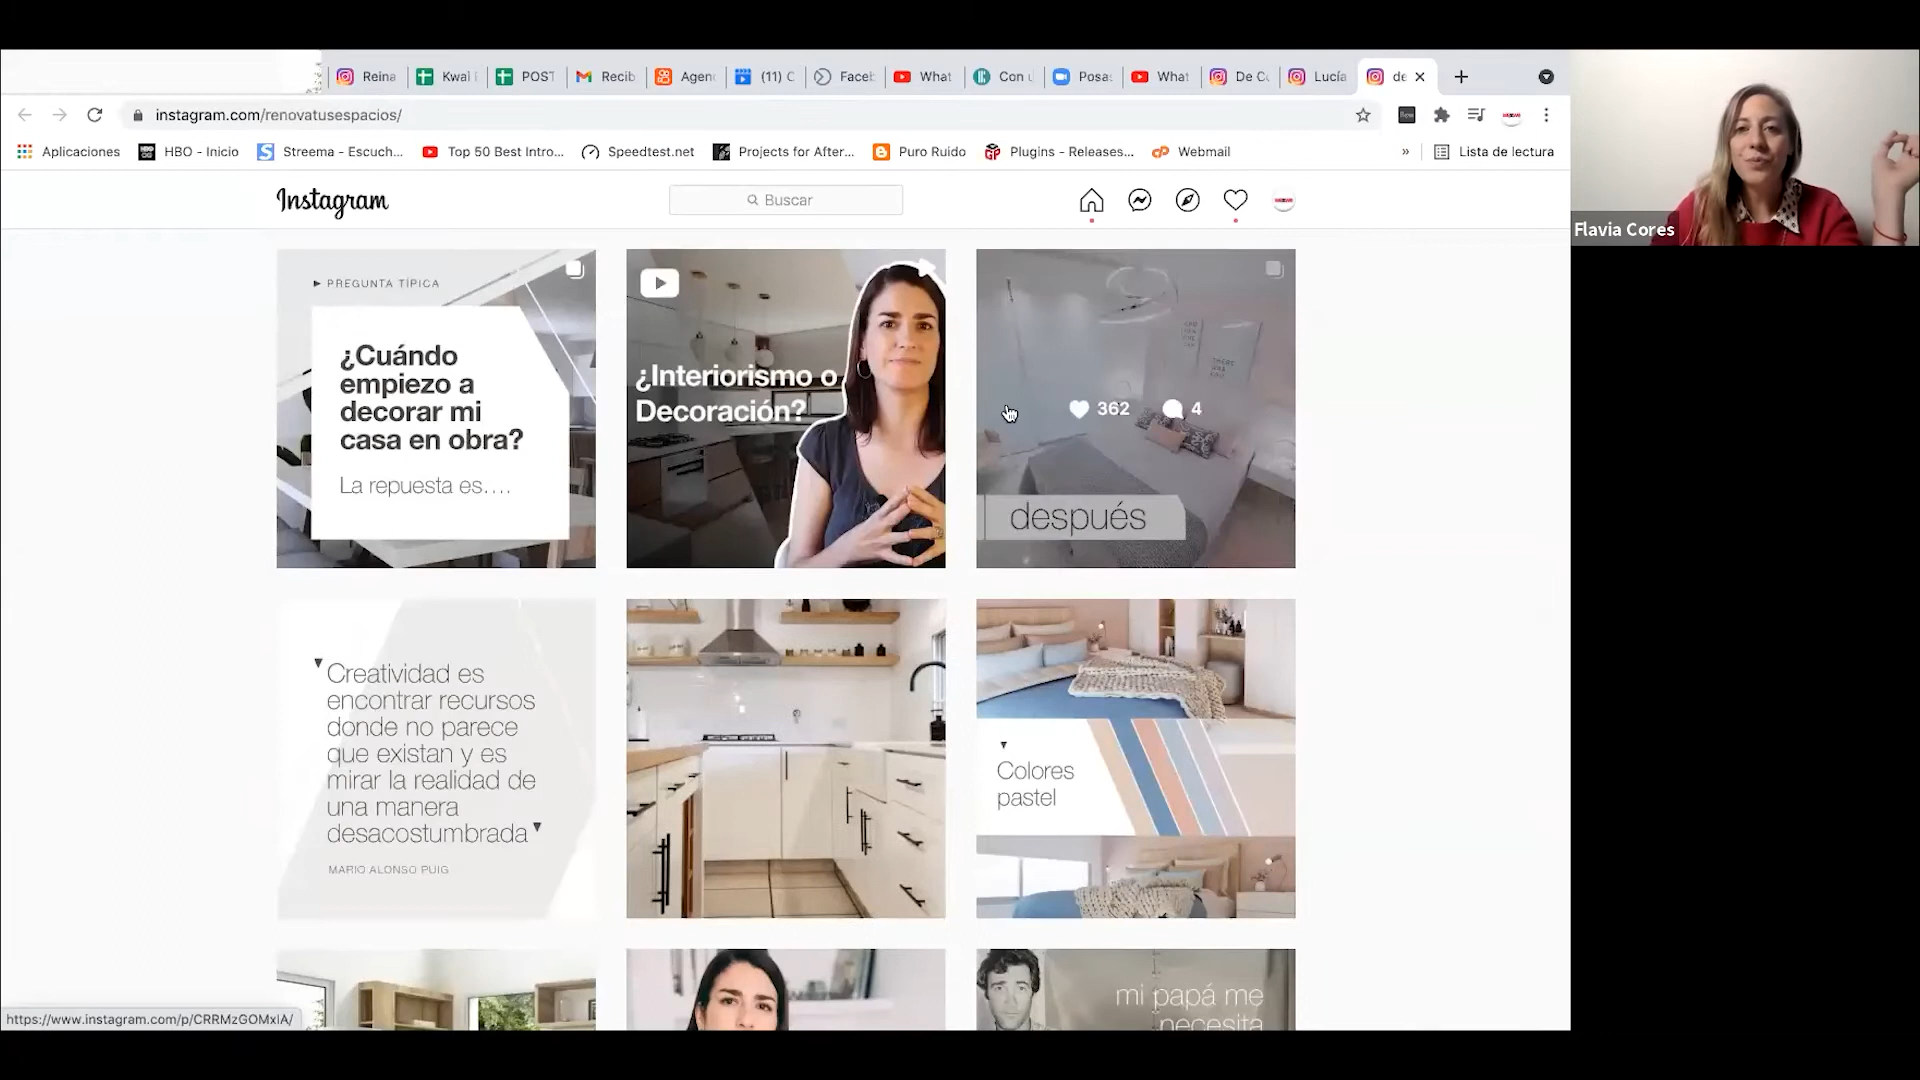 Reina
Kwai
POST
Recib
Agen
(11) C
Faceb
What
Con u
Posa
What
De C
Lucía
de
instagram.com/renovatusespacios/
Aplicaciones
HBO - Inicio
Streema - Escuch...
Top 50 Best Intro...
Speedtest.net
Projects for After...
Puro Ruido
Plugins - Releases...
Webmail
»
Lista de lectura
Instagram
Buscar
Flavia Cores
PREGUNTA TÍPICA
¿Cuándo
empiezo a
decorar mi
casa en obra?
La repuesta es....
¿Interiorismo o
Decoración?
362
4
después
Creatividad es
encontrar recursos
donde no parece
que existan y es
mirar la realidad de
una manera
desacostumbrada
MARIO ALONSO PUIG
Colores
pastel
mi papá me
necesita
https://www.instagram.com/p/CRRMzGOMxIA/